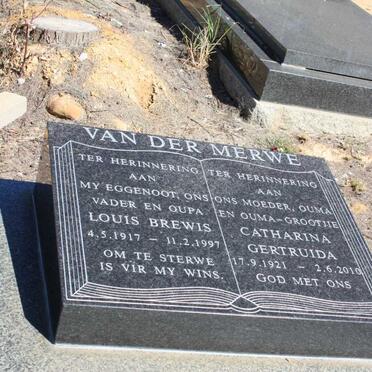 VAN DER MERWE
TER HERINNERING
AAN
MY EGGENOOT, ONS
VADER EN OUPA
LOUIS BREWIS
4.5.1917 – 11.2.1997
OM TE STERWE
IS VIR MY WINS.
TER HERINNERING
AAN
ONS MOEDER, OUMA
EN OUMA-GROOTJIE
CATHARINA
GERTRUIDA
17.9.1921 – 2.6.2010
GOD MET ONS